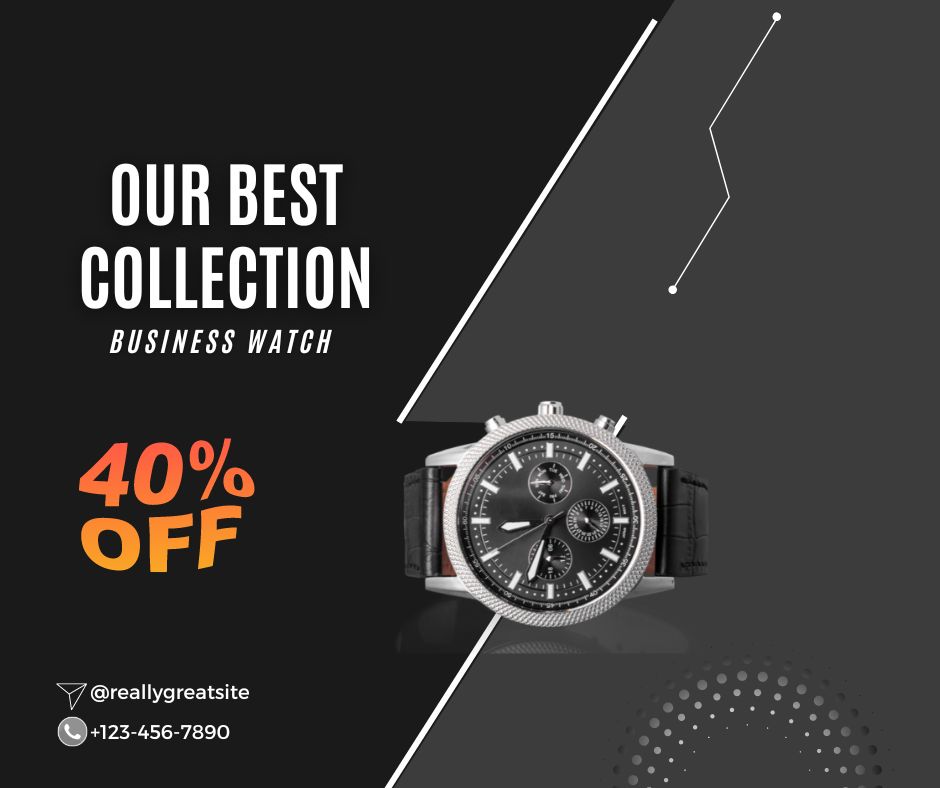 OUR BEST
COLLECTION
BUSINESS WATCH
40%
OFF
@reallygreatsite
+123-456-7890